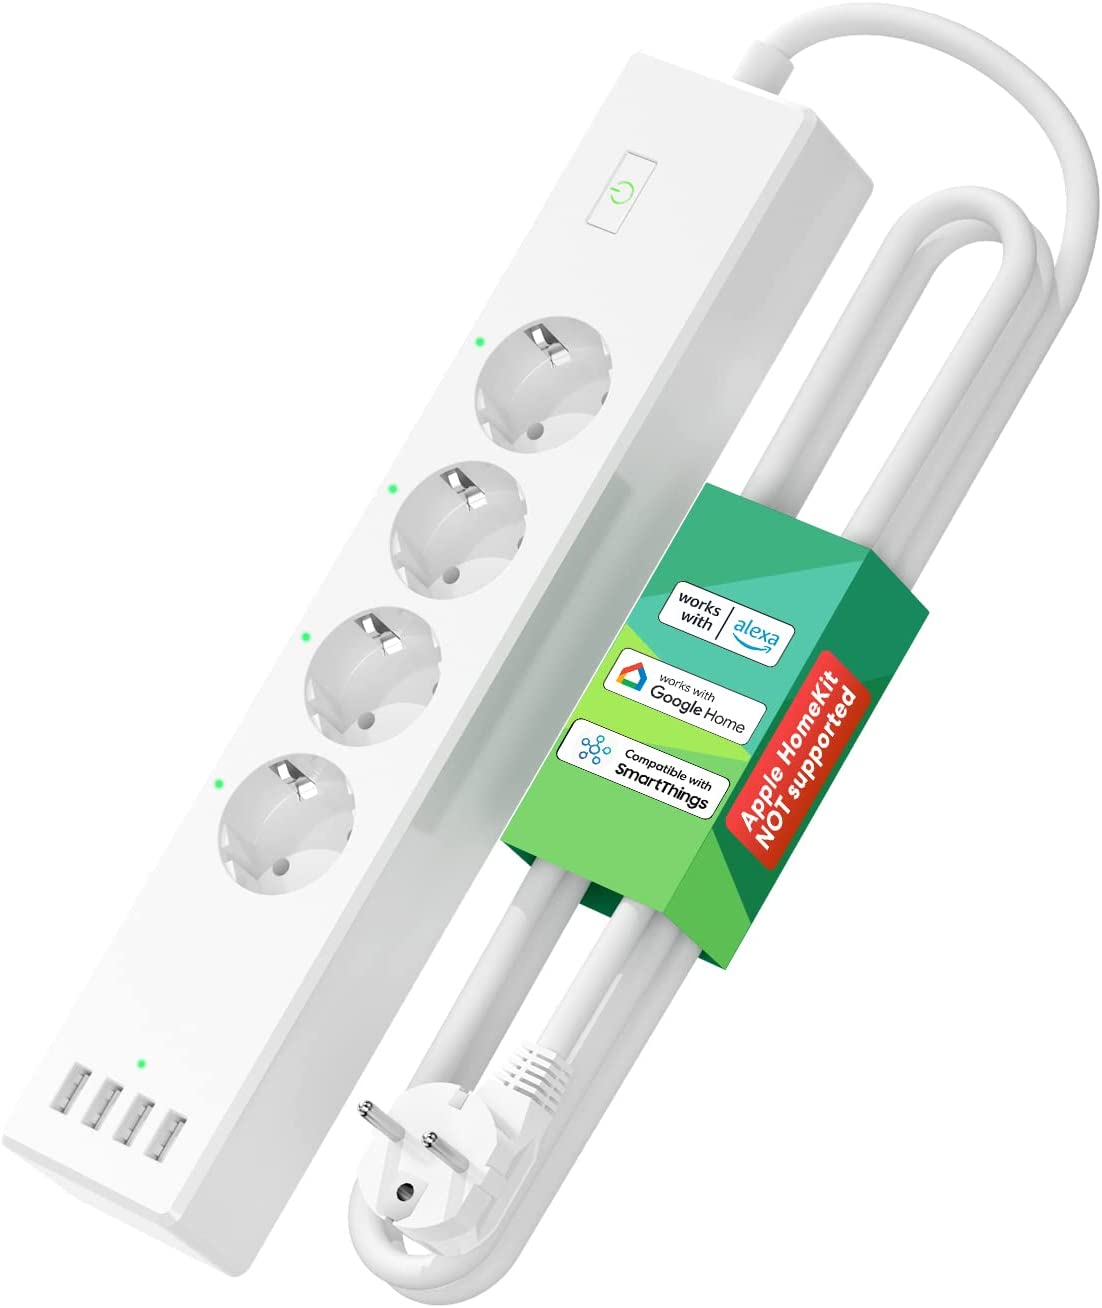 works
with
alexa
works with
Google Home
Compatible with
SmartThings
Apple HomeKit
NOT supported